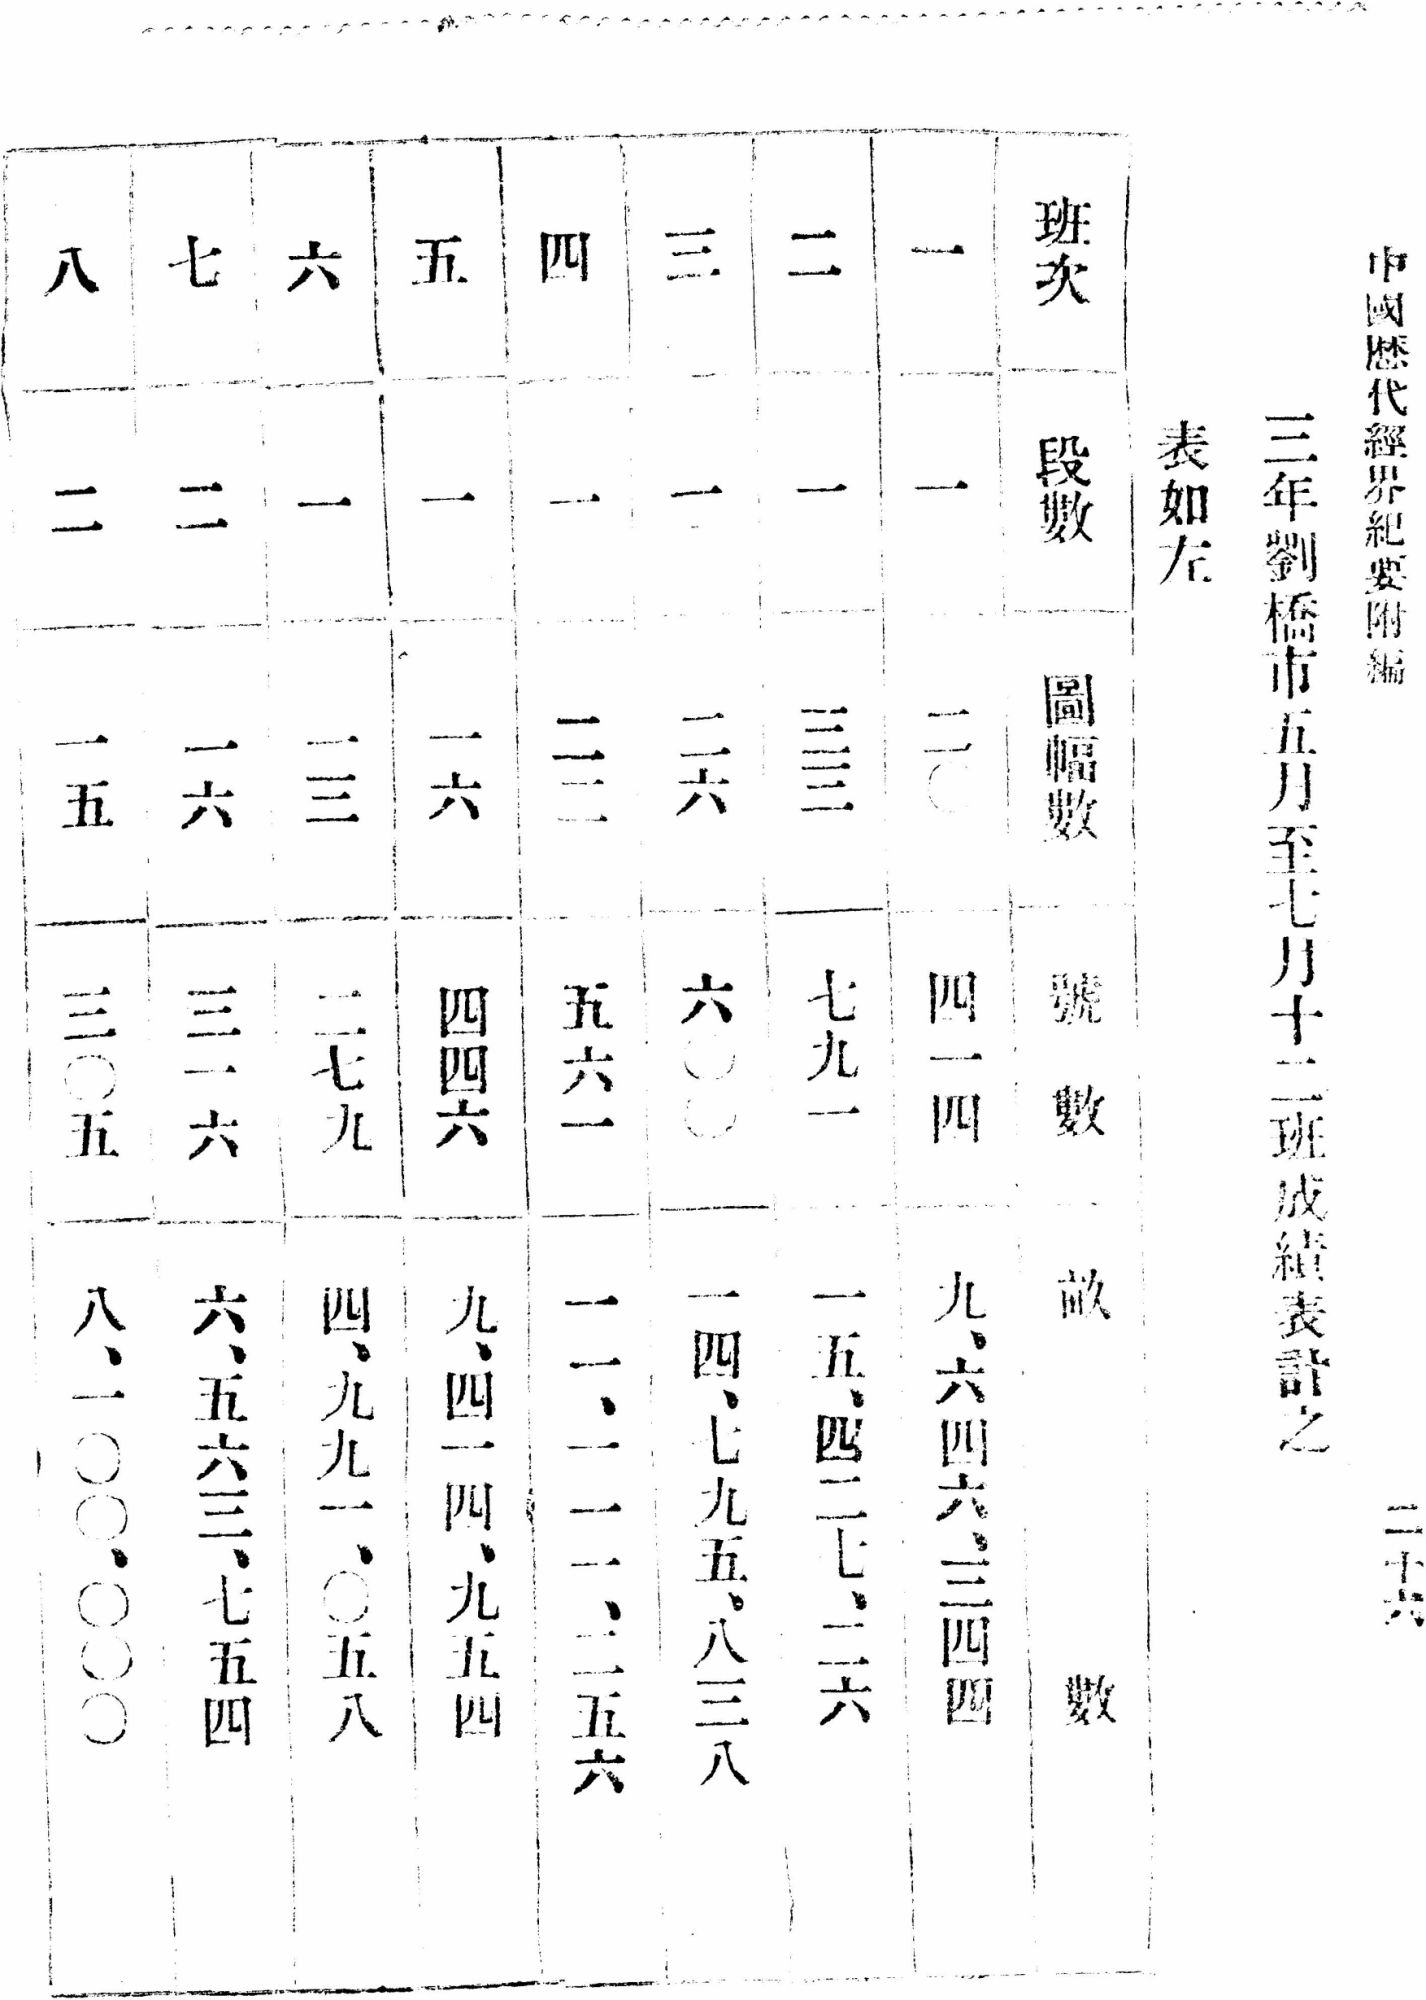 中國歷代經界紀要附編
二十六
三年劉橋市五月至七月十二班成績表計之
表如左
班次 段數 圖幅數 號數 畝數
一 一 二〇 四一四 九、六四六、三四四
二 一 三三 七九一 一五、四二七、二六
三 一 二六 六〇〇 一四、七九五、八三八
四 一 二二 五六一 一一、一一一、二五六
五 一 一六 四四六 九、四一四、九五四
六 一 一三 二七九 四、九九一、〇五八
七 二 一六 三一六 六、五六三、七五四
八 二 一五 三〇五 八、一〇〇、〇〇〇